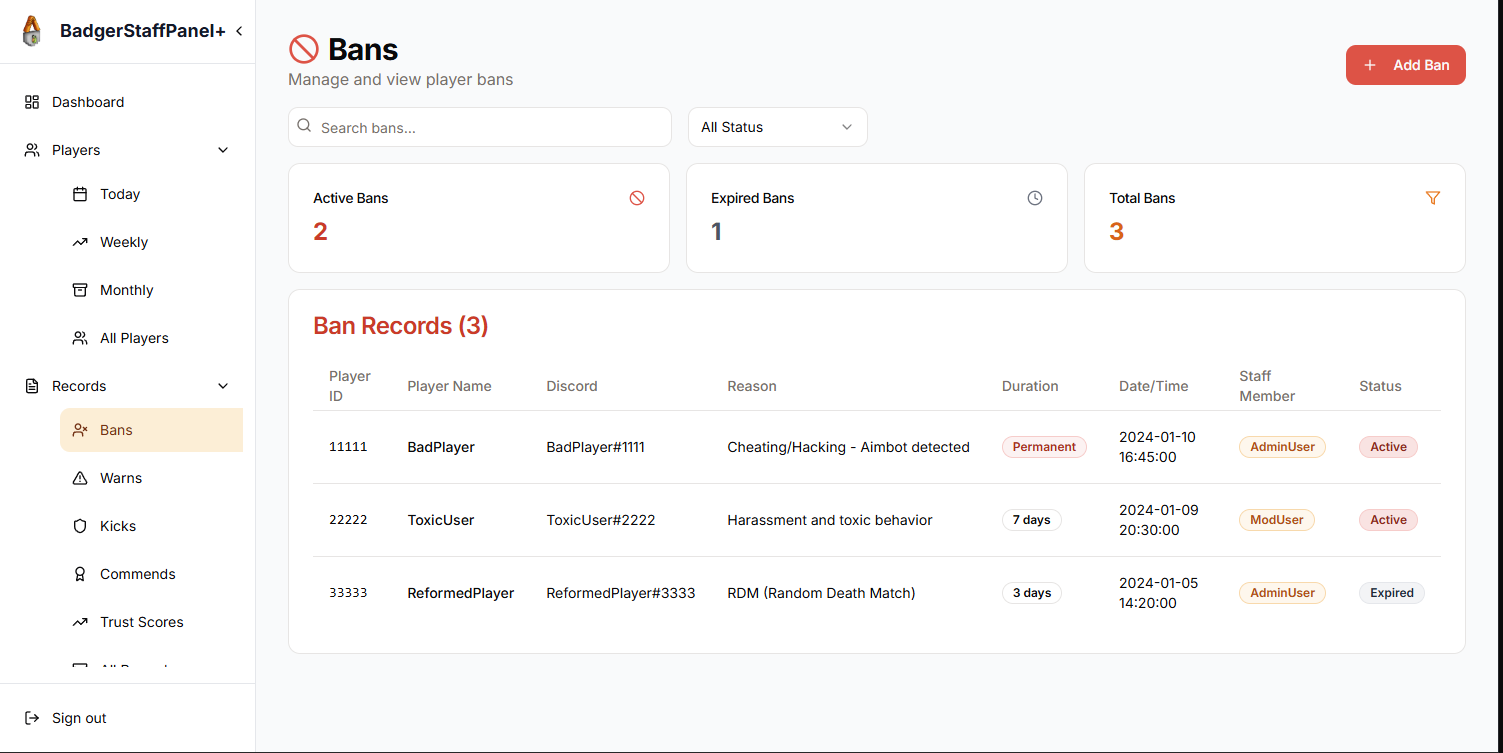 BadgerStaffPanel+
Dashboard
Players
Today
Weekly
Monthly
All Players
Records
Bans
Warns
Kicks
Commends
Trust Scores
Sign out
Bans
Manage and view player bans
+ Add Ban
Search bans...
All Status
Active Bans
2
Expired Bans
1
Total Bans
3
Ban Records (3)
Player ID Player Name Discord Reason Duration Date/Time Staff Member Status
11111 BadPlayer BadPlayer#1111 Cheating/Hacking - Aimbot detected Permanent 2024-01-10 16:45:00 AdminUser Active
22222 ToxicUser ToxicUser#2222 Harassment and toxic behavior 7 days 2024-01-09 20:30:00 ModUser Active
33333 ReformedPlayer ReformedPlayer#3333 RDM (Random Death Match) 3 days 2024-01-05 14:20:00 AdminUser Expired